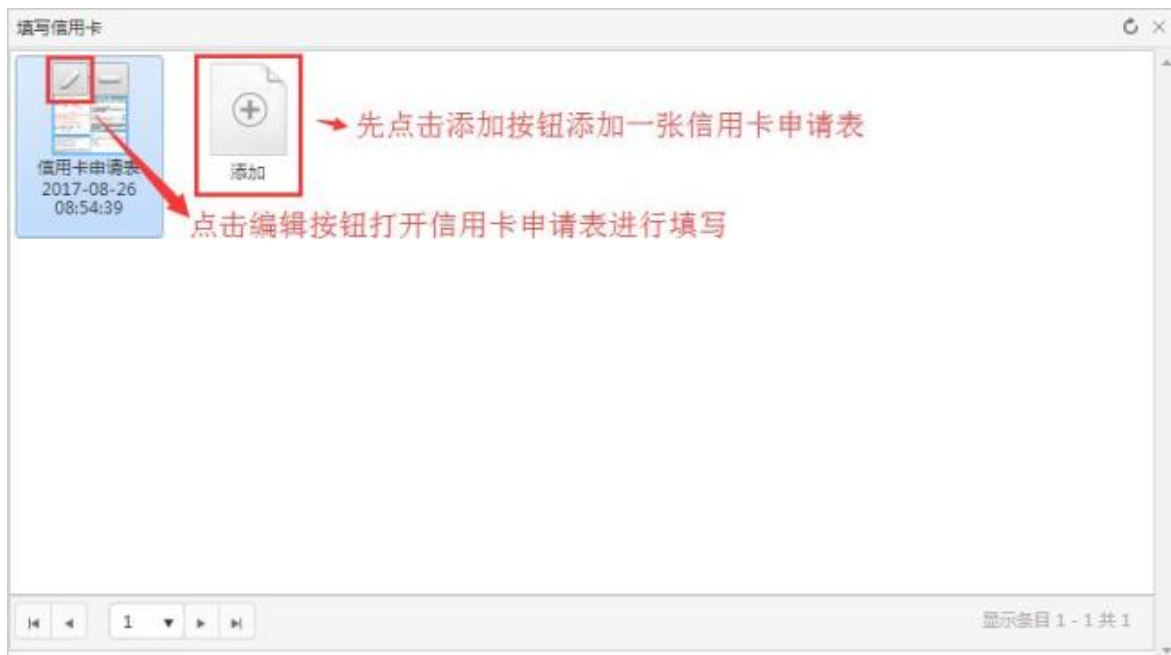 填写信用卡
先点击添加按钮添加一张信用卡申请表
信用卡申请表
2017-08-26
08:54:39
添加
点击编辑按钮打开信用卡申请表进行填写
1
显示条目 1 - 1 共 1